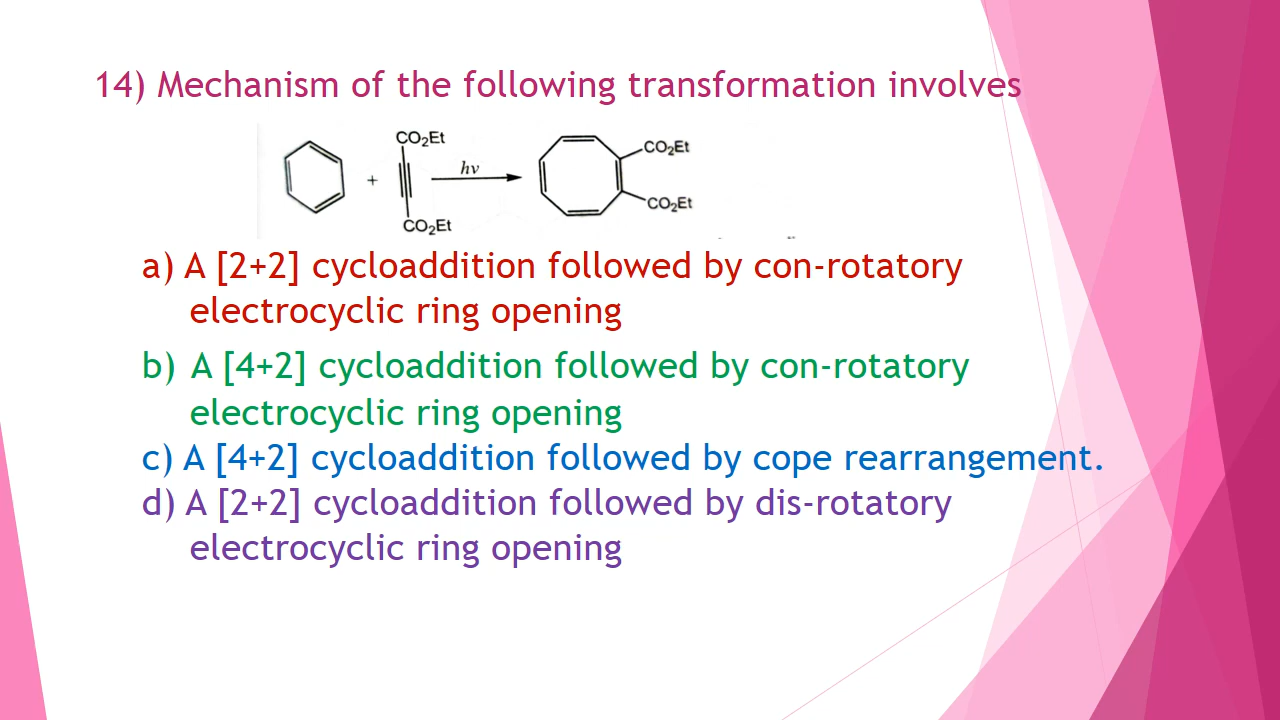 14) Mechanism of the following transformation involves
CO₂Et
+
CO₂Et
hν
CO₂Et
CO₂Et
a) A [2+2] cycloaddition followed by con-rotatory
electrocyclic ring opening
b) A [4+2] cycloaddition followed by con-rotatory
electrocyclic ring opening
c) A [4+2] cycloaddition followed by cope rearrangement.
d) A [2+2] cycloaddition followed by dis-rotatory
electrocyclic ring opening